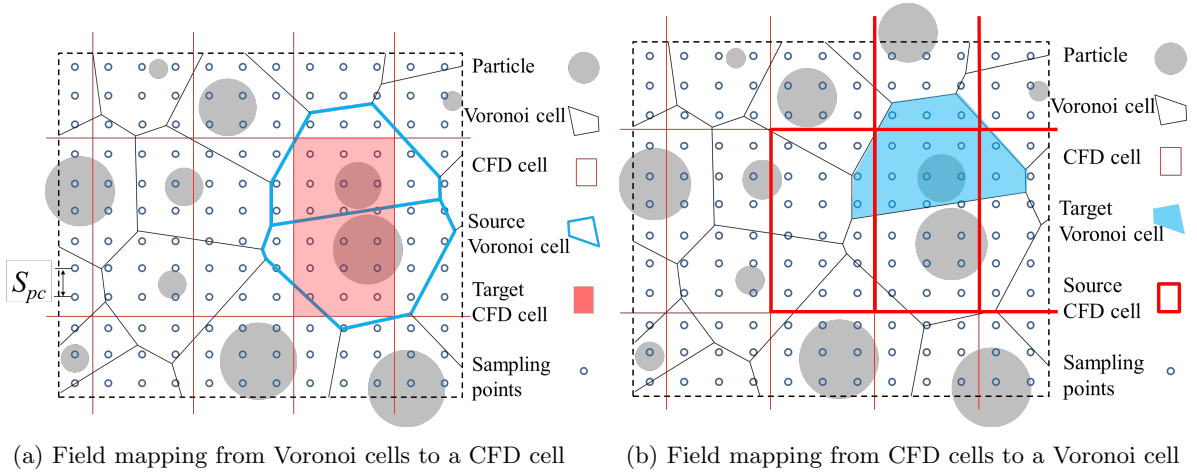 Particle
Voronoi cell
CFD cell
Source
Voronoi cell
Target
CFD cell
Sampling
points
S_pc
(a) Field mapping from Voronoi cells to a CFD cell
Particle
Voronoi cell
CFD cell
Target
Voronoi cell
Source
CFD cell
Sampling
points
(b) Field mapping from CFD cells to a Voronoi cell